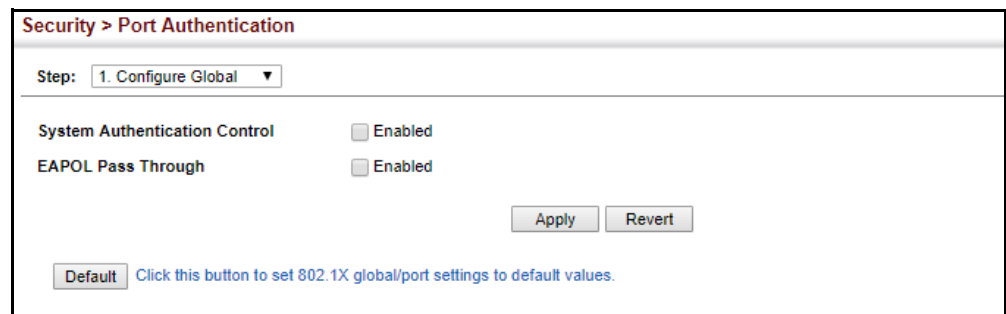 Security > Port Authentication
Step: 1. Configure Global ▼
System Authentication Control Enabled
EAPOL Pass Through Enabled
Apply Revert
Default Click this button to set 802.1X global/port settings to default values.